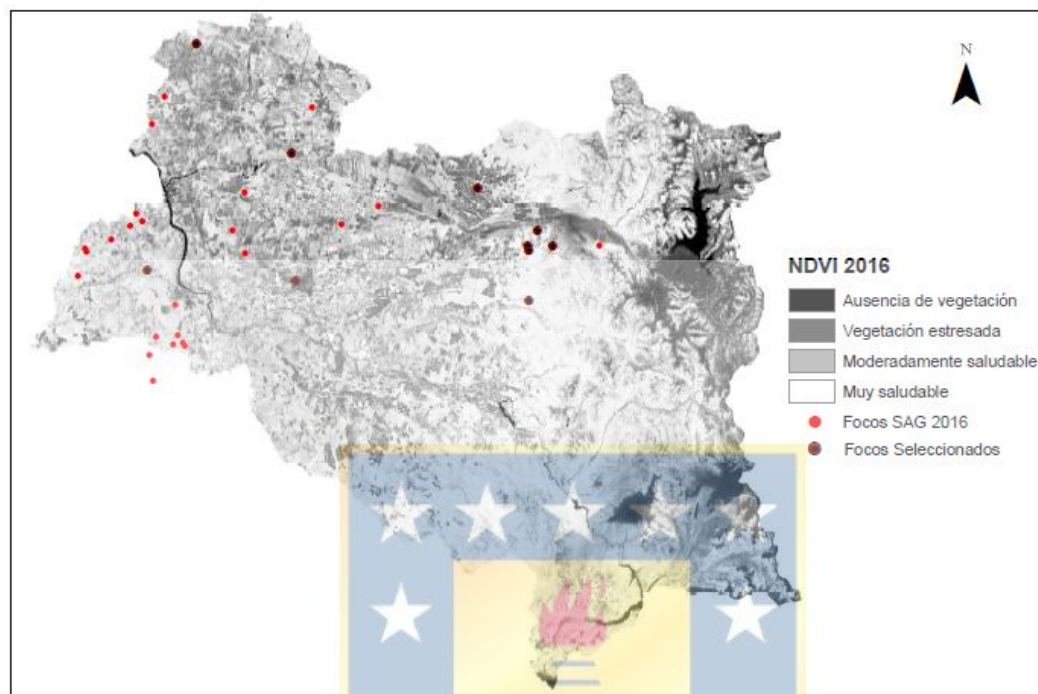 N
NDVI 2016
Ausencia de vegetación
Vegetación estresada
Moderadamente saludable
Muy saludable
Focos SAG 2016
Focos Seleccionados